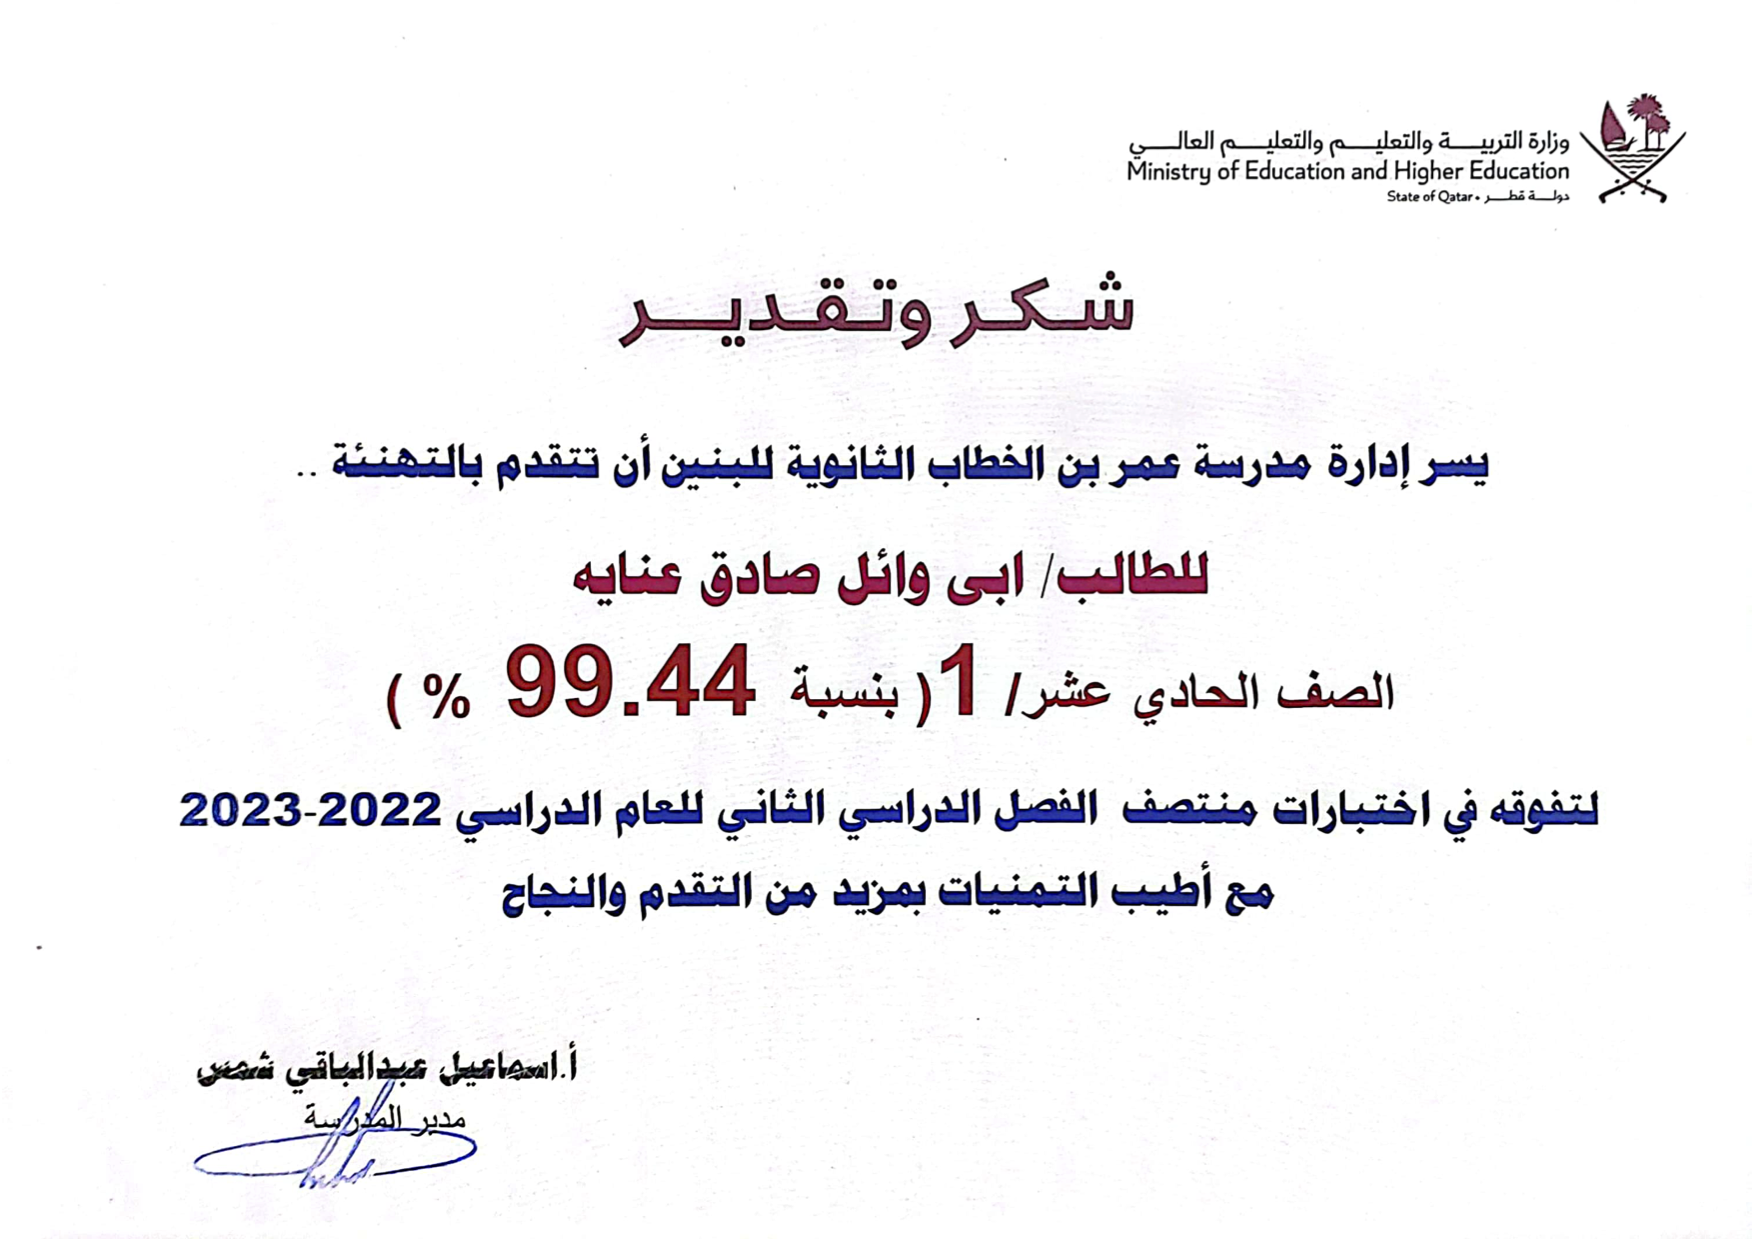 وزارة التربيـــة والتعليـــم والتعليـم العالـــي
Ministry of Education and Higher Education
دولـــة قطـــر • State of Qatar
شـكـر وتـقـديـــر
يسر إدارة مدرسة عمر بن الخطاب الثانوية للبنين أن تتقدم بالتهنئة ..
للطالب/ ابى وائل صادق عنايه
الصف الحادي عشر/ 1( بنسبة 99.44 % )
لتفوقه في اختبارات منتصف الفصل الدراسي الثاني للعام الدراسي 2022-2023
مع أطيب التمنيات بمزيد من التقدم والنجاح
أ.اسماعيل عبدالباقي شمس
مدير المدرسة